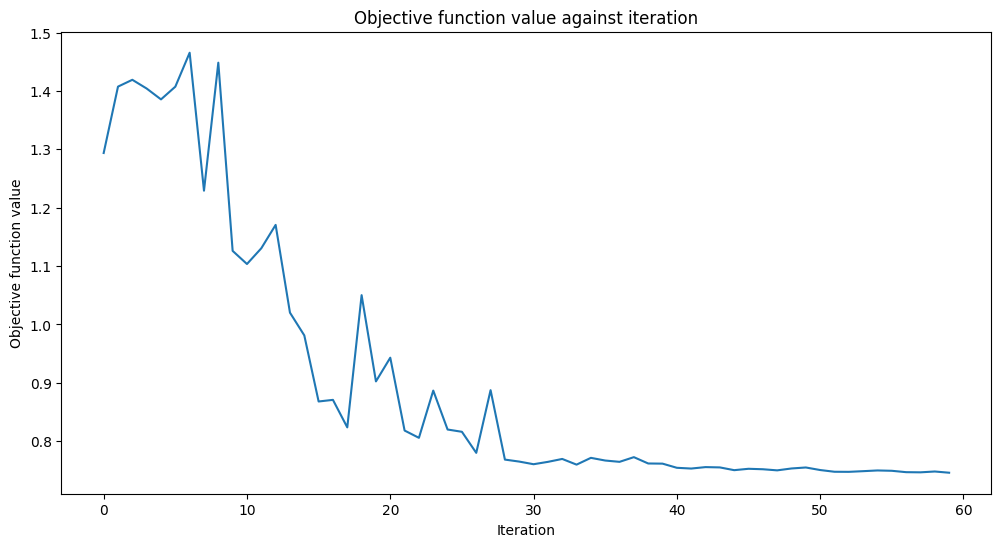 Objective function value against iteration
1.5
1.4
1.3
1.2
1.1
1.0
0.9
0.8
Objective function value
0 10 20 30 40 50 60
Iteration